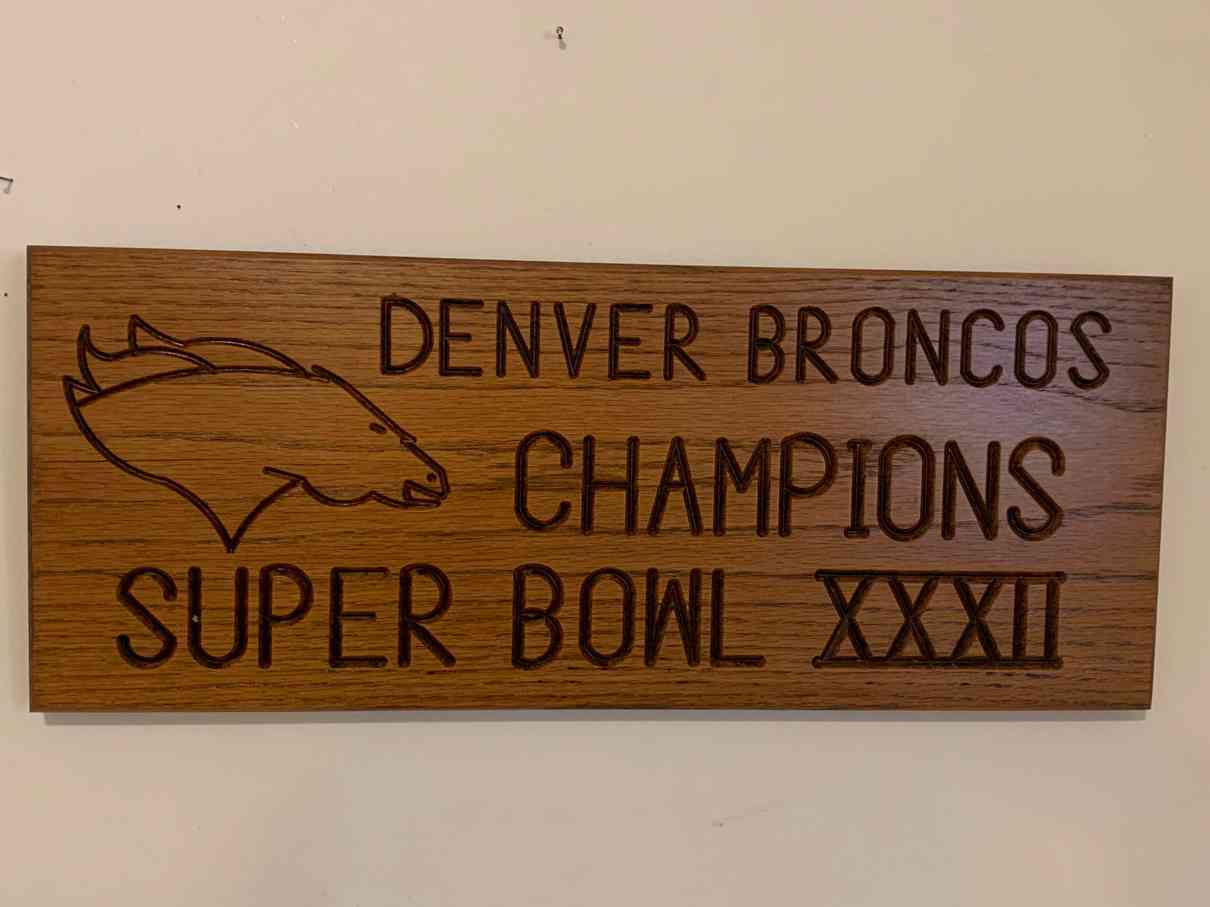 DENVER BRONCOS
CHAMPIONS
SUPER BOWL XXXII